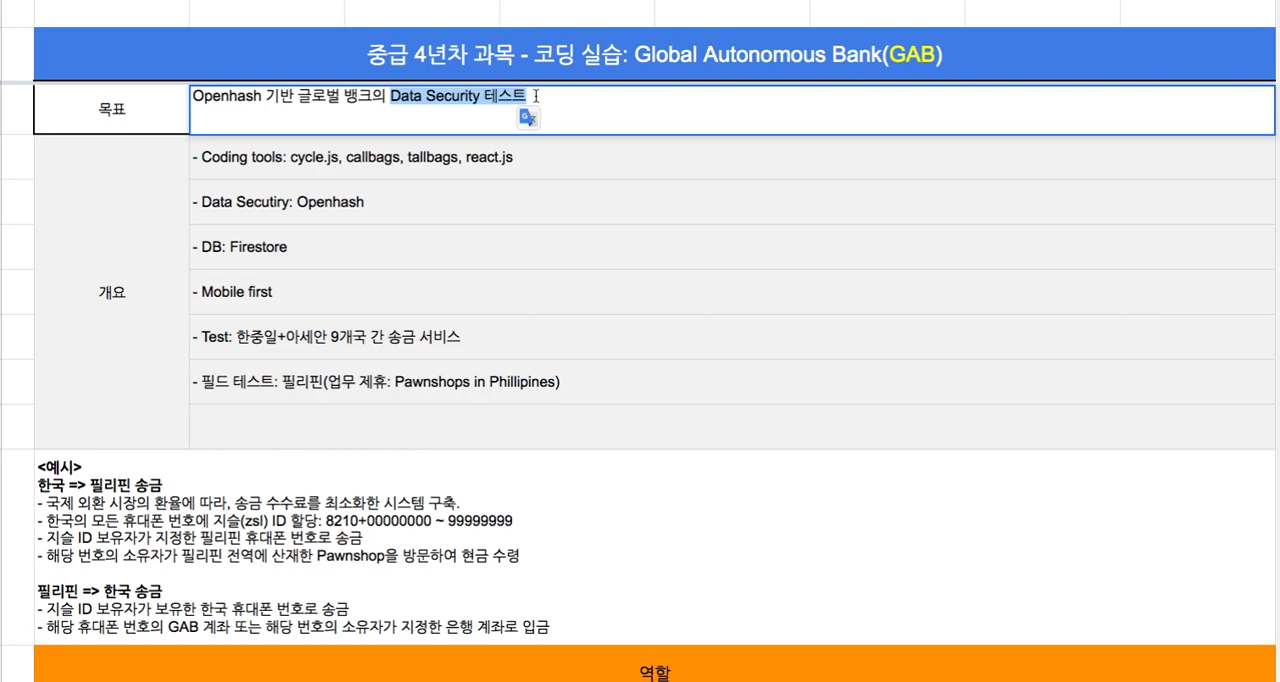 중급 4년차 과목 - 코딩 실습: Global Autonomous Bank(GAB)
목표
Openhash 기반 글로벌 뱅크의 Data Security 테스트
개요
- Coding tools: cycle.js, callbags, tallbags, react.js
- Data Secutiry: Openhash
- DB: Firestore
- Mobile first
- Test: 한중일+아세안 9개국 간 송금 서비스
- 필드 테스트: 필리핀(업무 제휴: Pawnshops in Phillipines)
<예시>
한국 => 필리핀 송금
- 국제 외환 시장의 환율에 따라, 송금 수수료를 최소화한 시스템 구축.
- 한국의 모든 휴대폰 번호에 지슬(zsl) ID 할당: 8210+00000000 ~ 99999999
- 지슬 ID 보유자가 지정한 필리핀 휴대폰 번호로 송금
- 해당 번호의 소유자가 필리핀 전역에 산재한 Pawnshop을 방문하여 현금 수령
필리핀 => 한국 송금
- 지슬 ID 보유자가 보유한 한국 휴대폰 번호로 송금
- 해당 휴대폰 번호의 GAB 계좌 또는 해당 번호의 소유자가 지정한 은행 계좌로 입금
역할